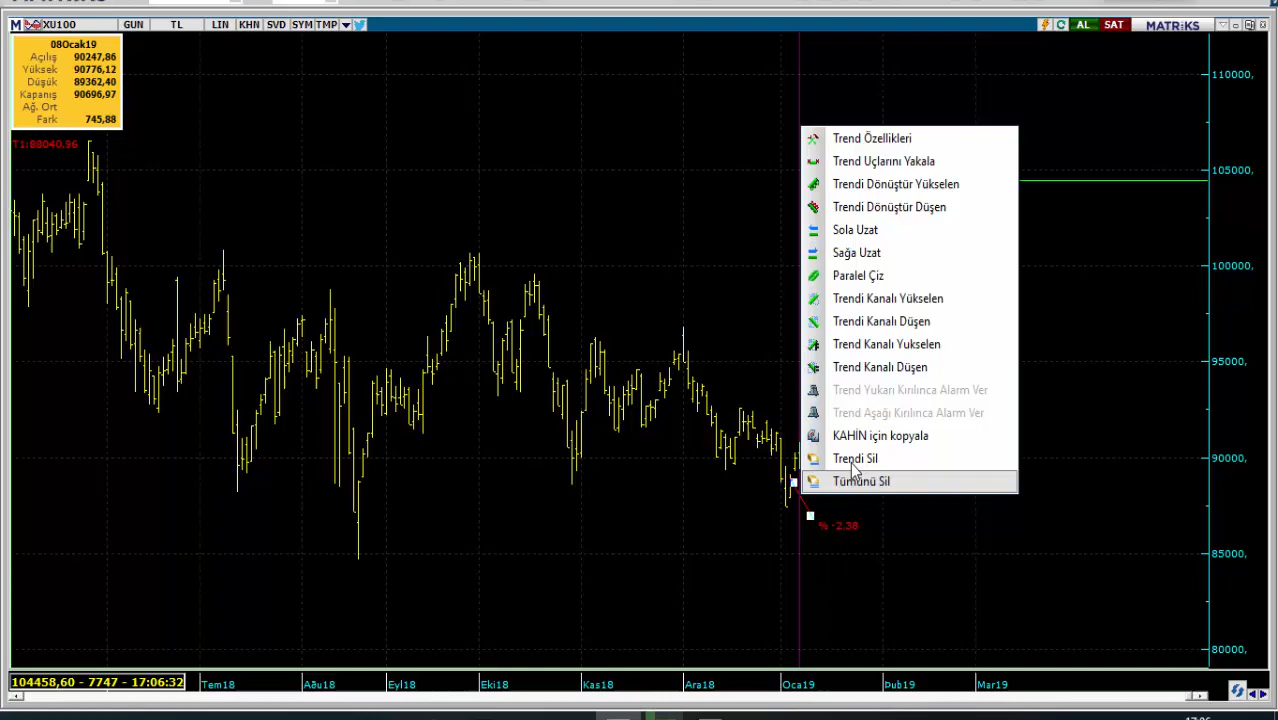 M XU100 GUN TL LIN KHN SVD SYM TMP AL SAT MATRİKS
08Ocak19
Açılış 90247,86
Yüksek 90776,12
Düşük 89362,40
Kapanış 90696,97
Ağ. Ort
Fark 745,88
T1:88040,96
110000,
105000,
100000,
95000,
90000,
85000,
80000,
Trend Özellikleri
Trend Uçlarını Yakala
Trendi Dönüştür Yükselen
Trendi Dönüştür Düşen
Sola Uzat
Sağa Uzat
Paralel Çiz
Trendi Kanalı Yükselen
Trendi Kanalı Düşen
Trend Kanalı Yukselen
Trend Kanalı Düşen
Trend Yukarı Kırılınca Alarm Ver
Trend Aşağı Kırılınca Alarm Ver
KAHİN için kopyala
Trendi Sil
Tümünü Sil
% -2.38
104458,60 - 7747 - 17:06:32
Tem18 Aðu18 Eyl18 Eki18 Kas18 Ara18 Oca19 Þub19 Mar19